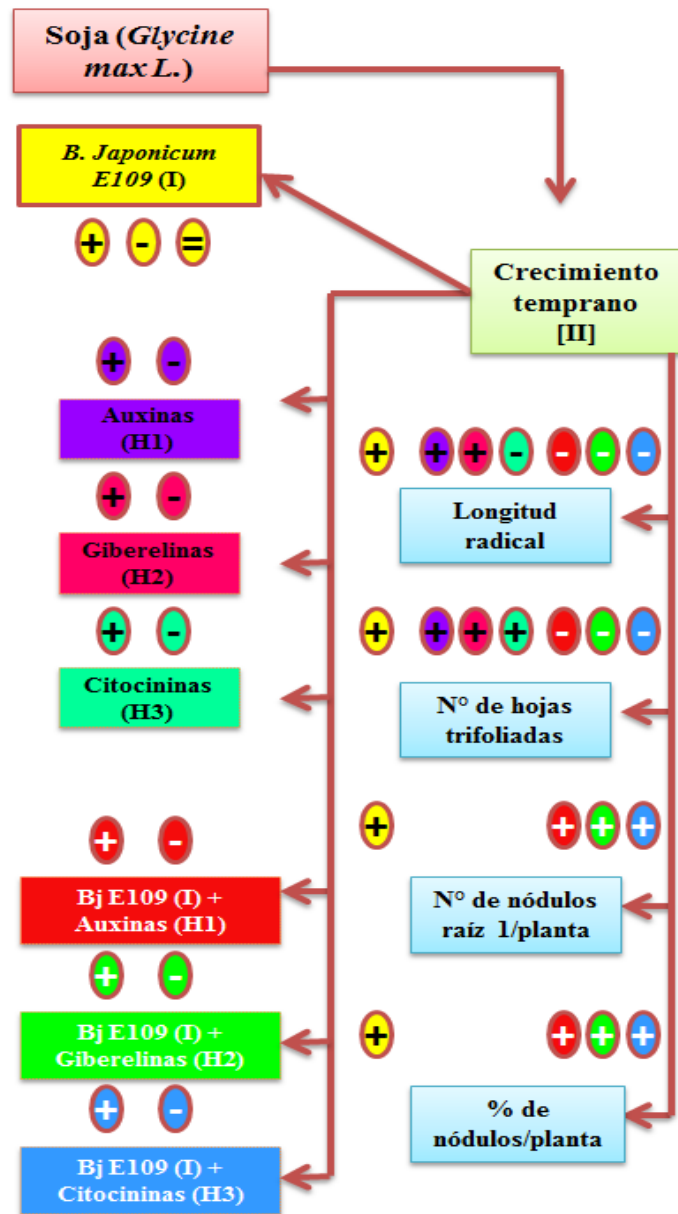 Soja (Glycine
max L.)
B. Japonicum
E109 (I)
+ - =
Crecimiento
temprano
[II]
+ -
Auxinas
(H1)
+ + + - - - -
Longitud
radical
+ -
Giberelinas
(H2)
+ -
Citocininas
(H3)
+ + + + - - -
N° de hojas
trifoliadas
+ -
Bj E109 (I) +
Auxinas (H1)
+ + + +
N° de nódulos
raíz 1/planta
+ -
Bj E109 (I) +
Giberelinas (H2)
+ + + +
% de
nódulos/planta
+ -
Bj E109 (I) +
Citocininas (H3)